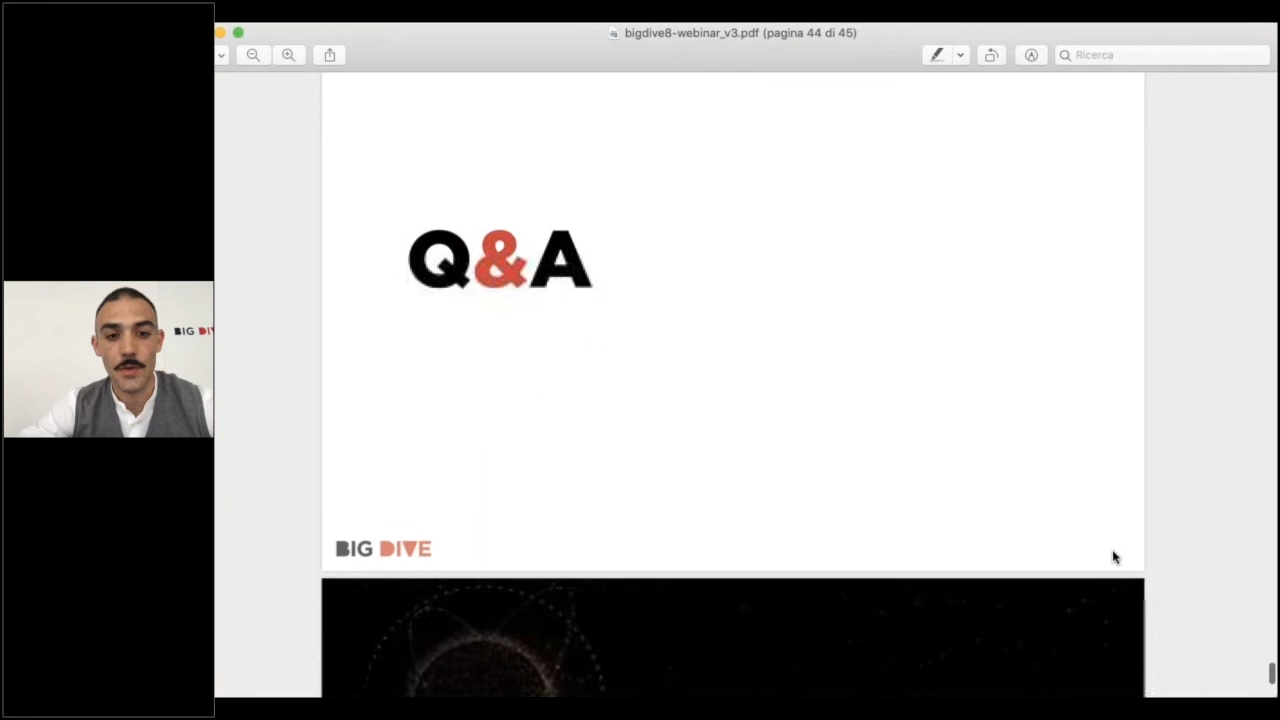 bigdive8-webinar_v3.pdf (pagina 44 di 45)
Ricerca
BIG DIV
Q&A
BIG DIVE